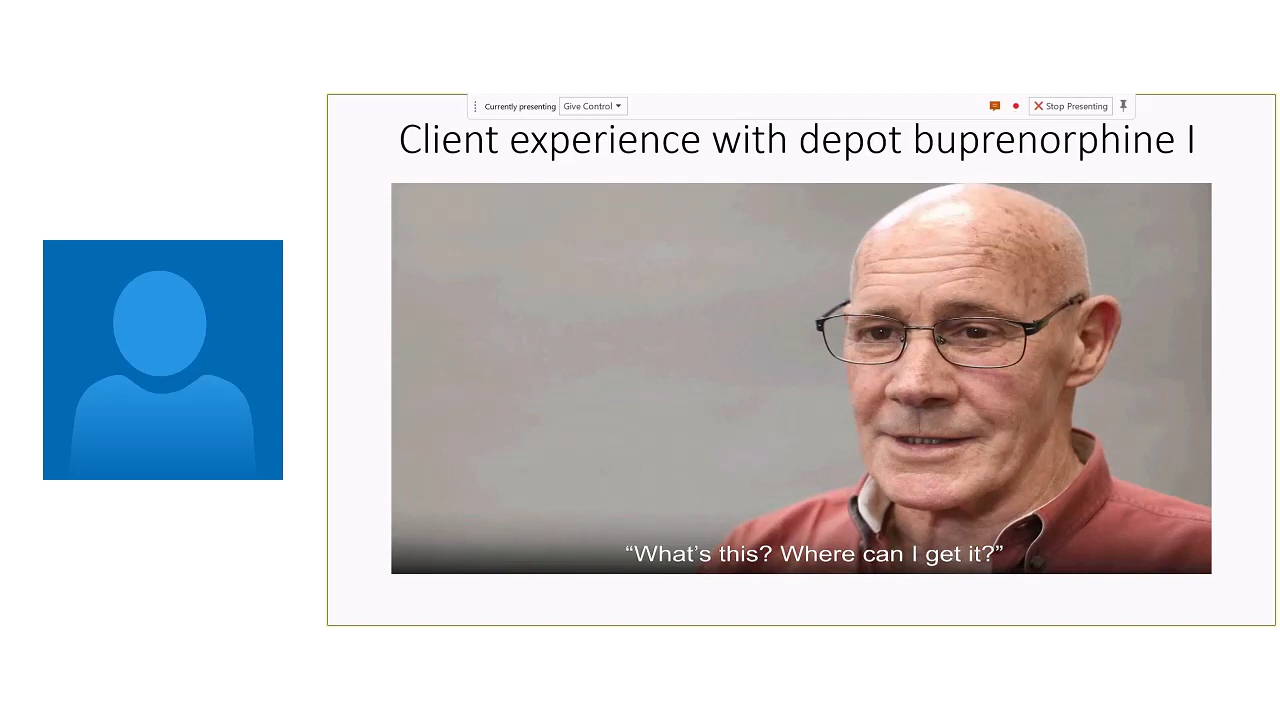 Currently presenting Give Control Stop Presenting
Client experience with depot buprenorphine I
“What’s this? Where can I get it?”